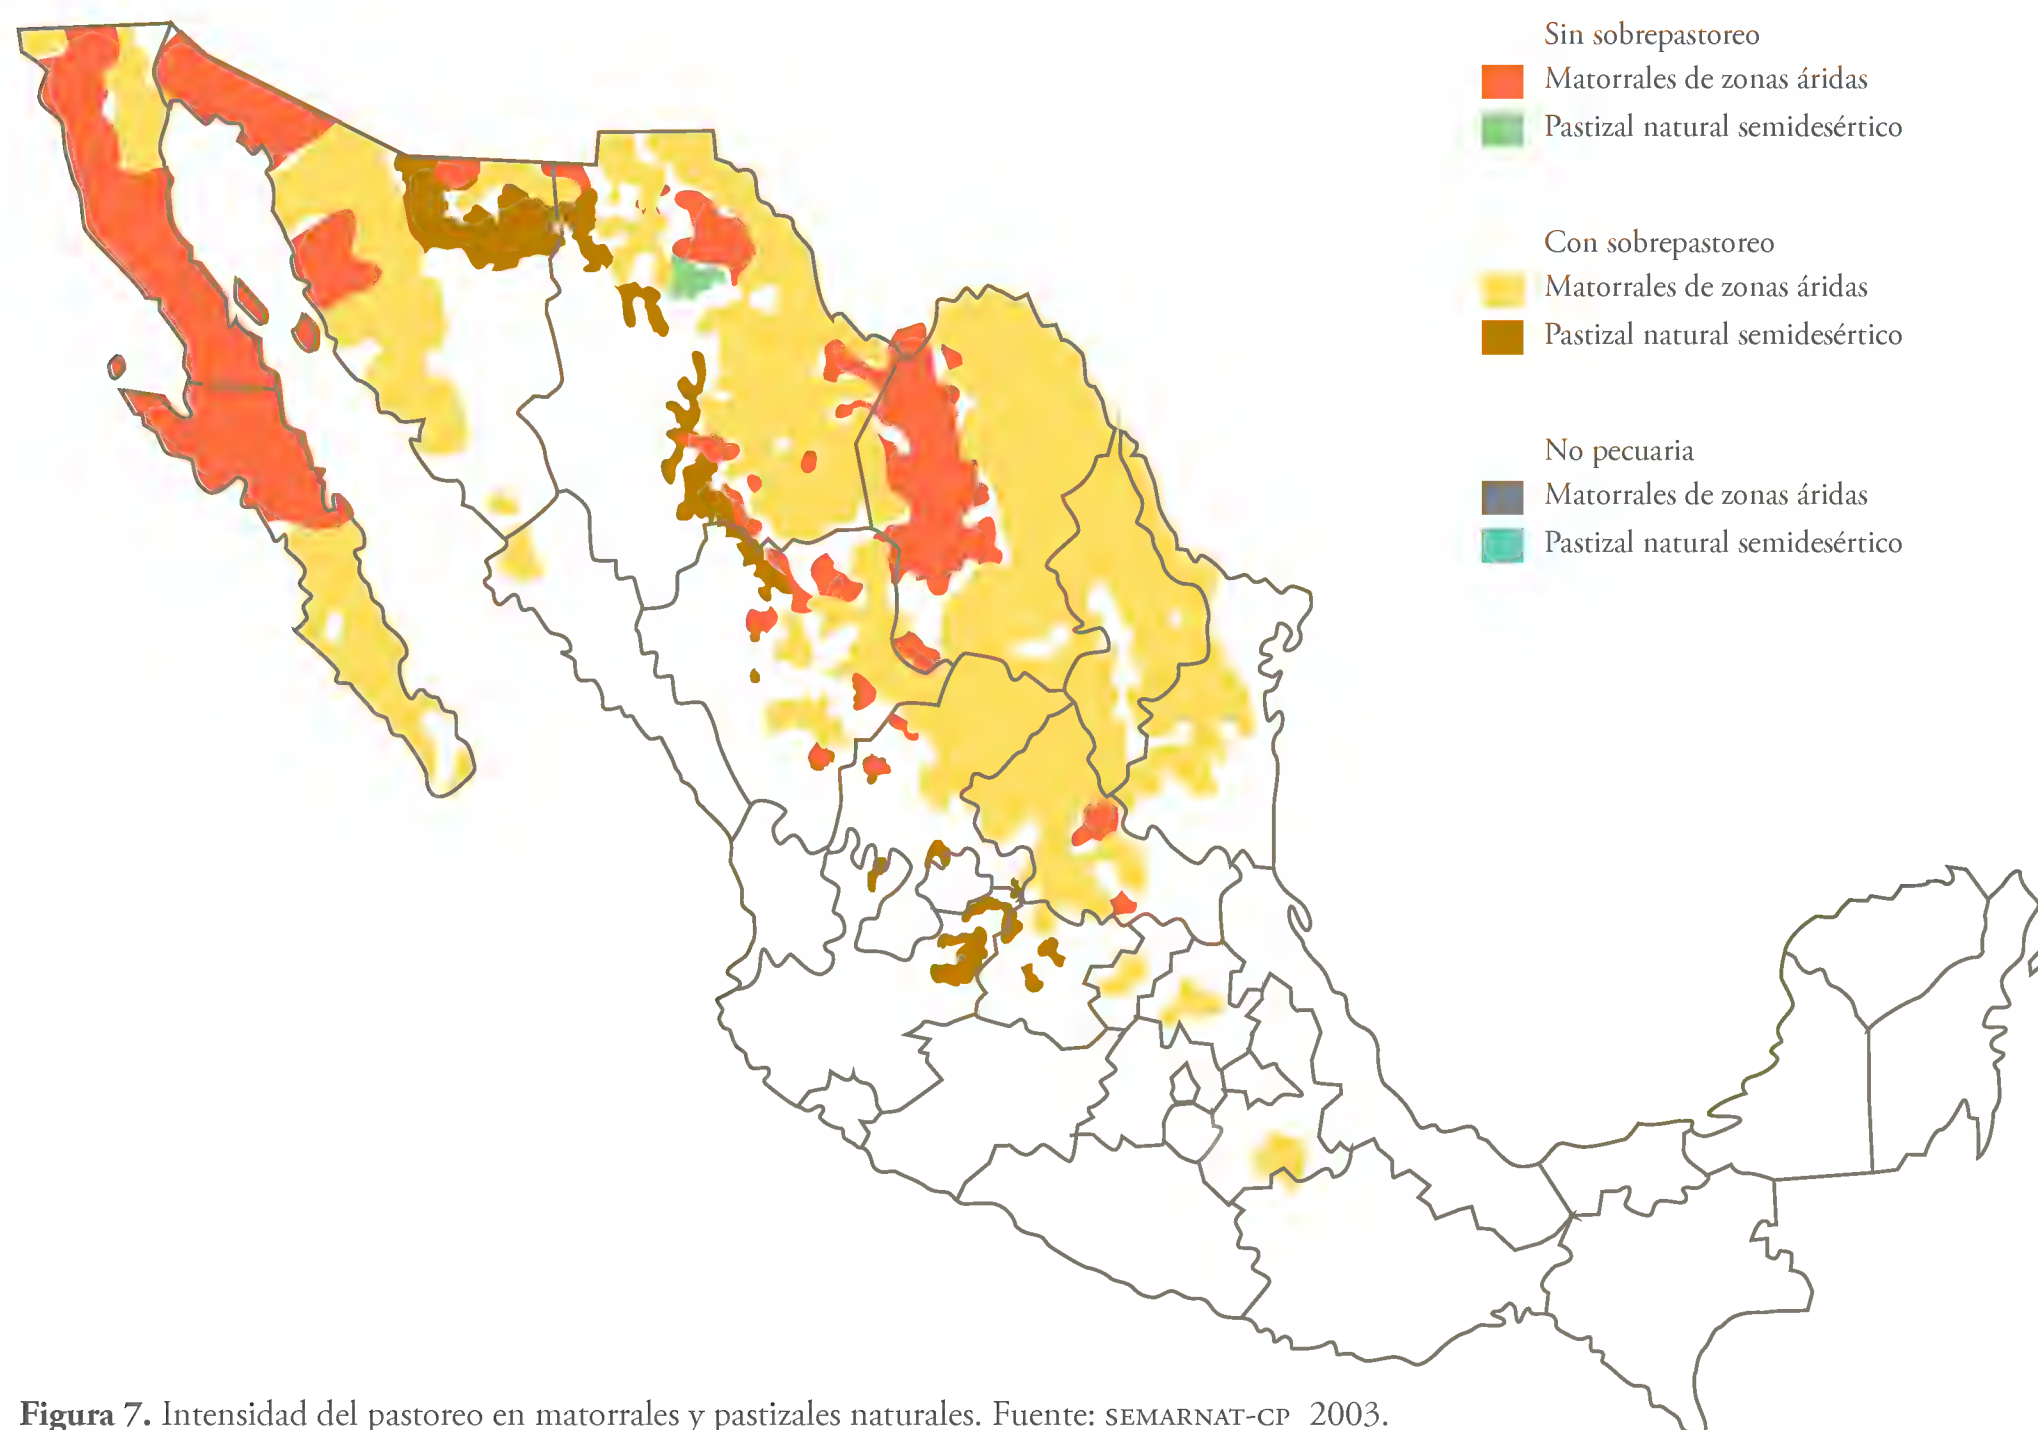 Sin sobrepastoreo
Matorrales de zonas áridas
Pastizal natural semidesértico
Con sobrepastoreo
Matorrales de zonas áridas
Pastizal natural semidesértico
No pecuaria
Matorrales de zonas áridas
Pastizal natural semidesértico
Figura 7. Intensidad del pastoreo en matorrales y pastizales naturales. Fuente: SEMARNAT-CP 2003.